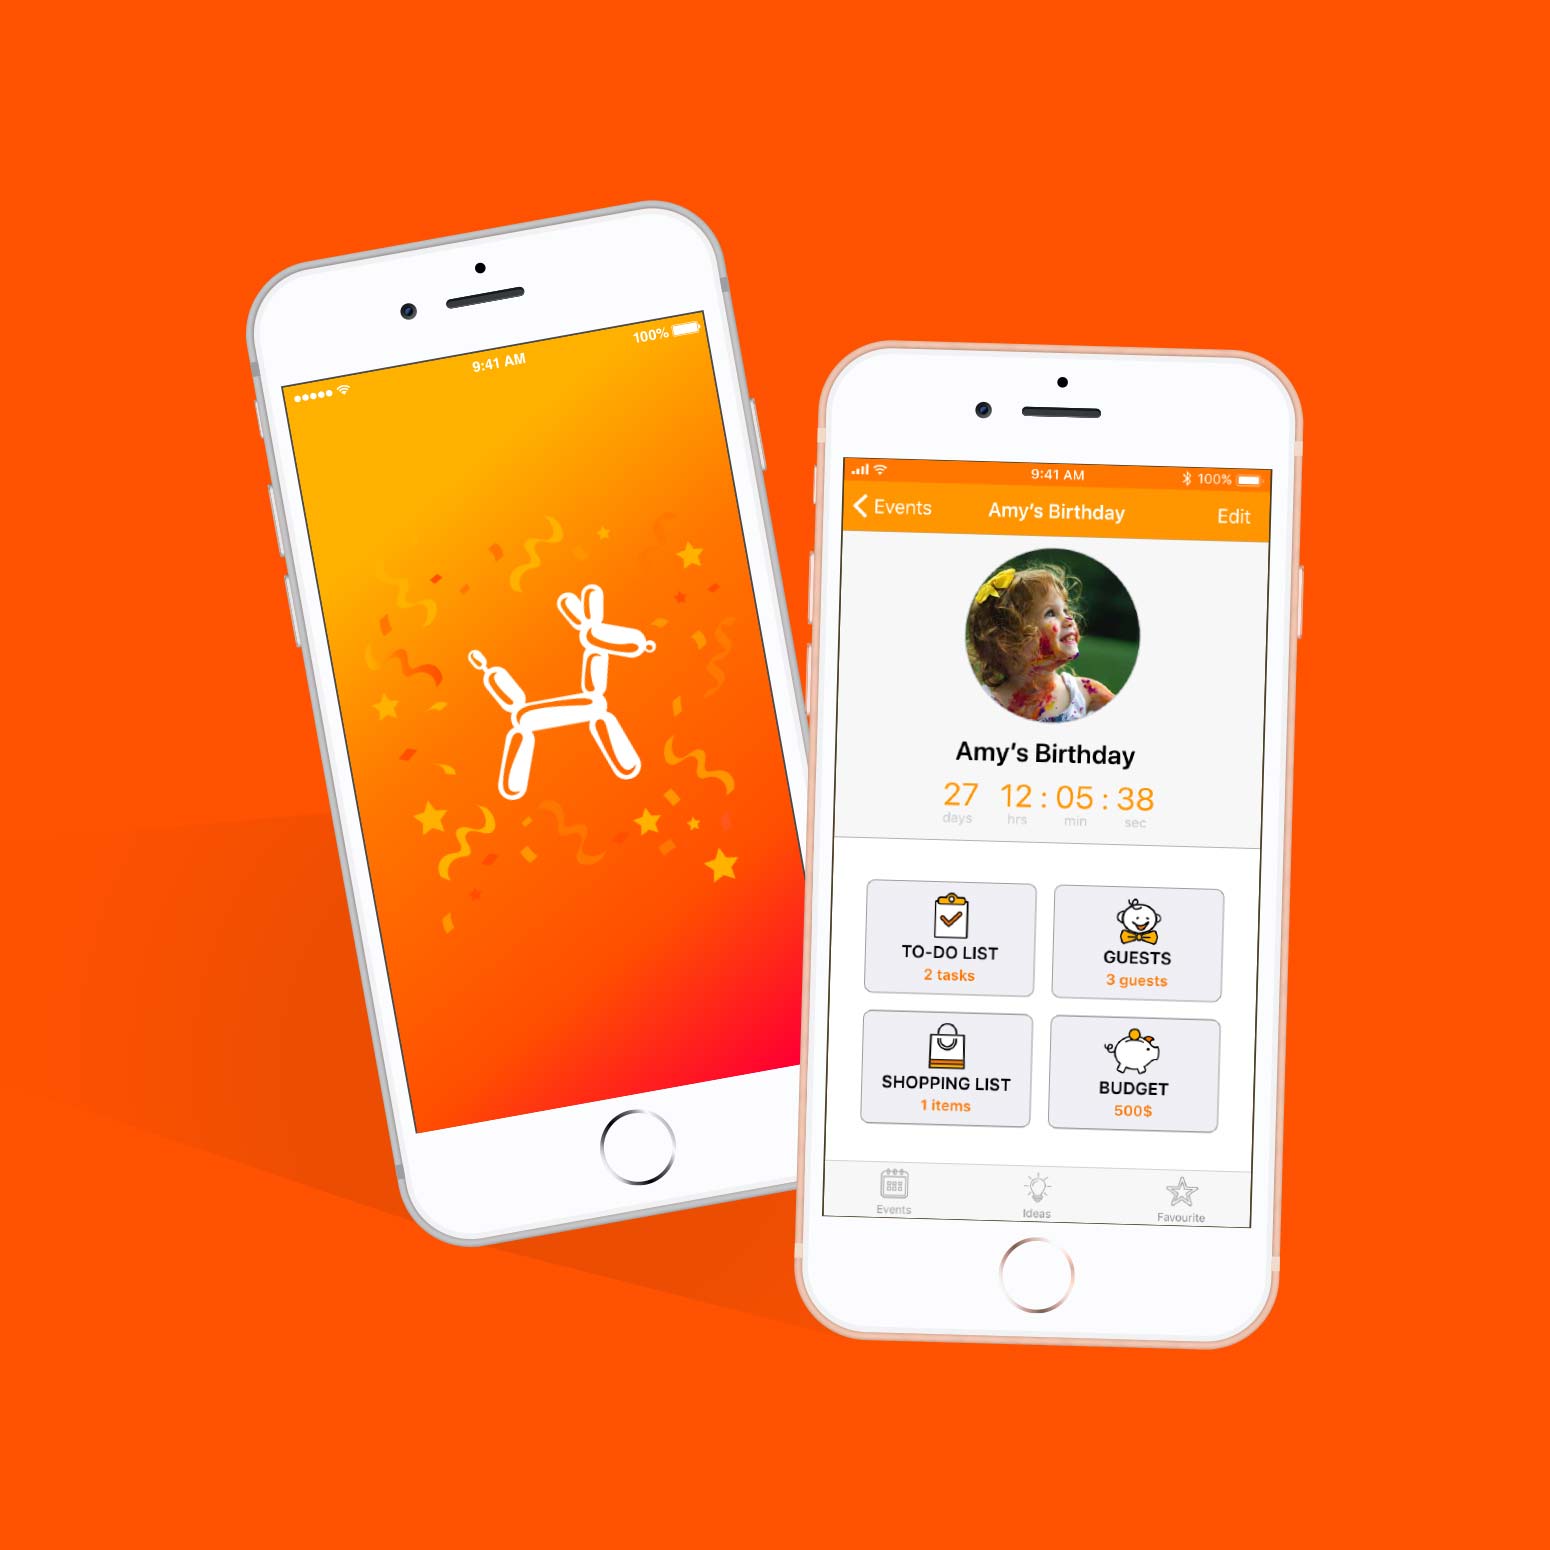 9:41 AM
100%
9:41 AM
100%
Events
Amy's Birthday
Edit
Amy's Birthday
27 12 : 05 : 38
days hrs min sec
TO-DO LIST
2 tasks
GUESTS
3 guests
SHOPPING LIST
1 items
BUDGET
500$
Events
Ideas
Favourite